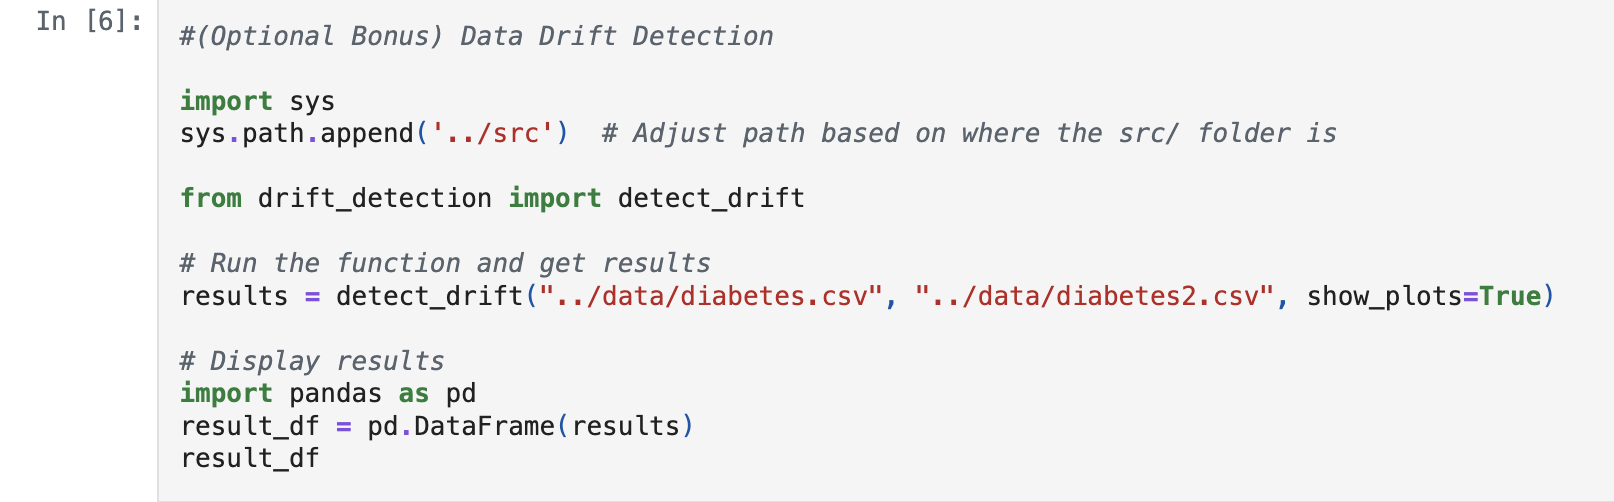 In [6]:
#(Optional Bonus) Data Drift Detection
import sys
sys.path.append('../src')  # Adjust path based on where the src/ folder is
from drift_detection import detect_drift
# Run the function and get results
results = detect_drift("../data/diabetes.csv", "../data/diabetes2.csv", show_plots=True)
# Display results
import pandas as pd
result_df = pd.DataFrame(results)
result_df